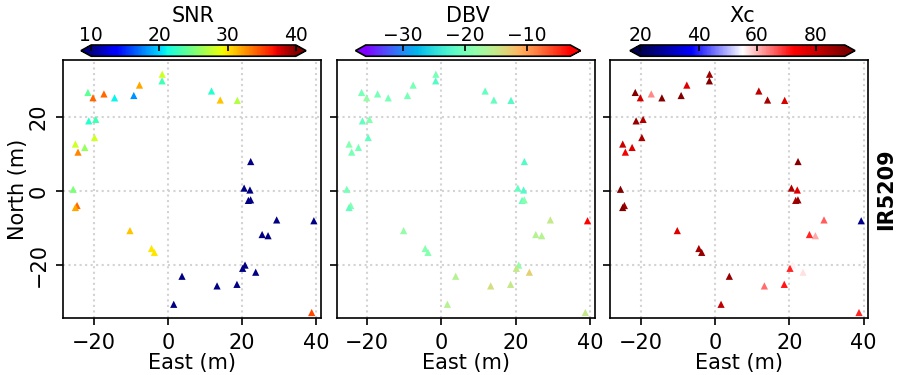 SNR DBV Xc
10 20 30 40 −30 −20 −10 20 40 60 80
North (m)
20
0
−20
−20 0 20 40 −20 0 20 40 −20 0 20 40
East (m) East (m) East (m)
IR5209